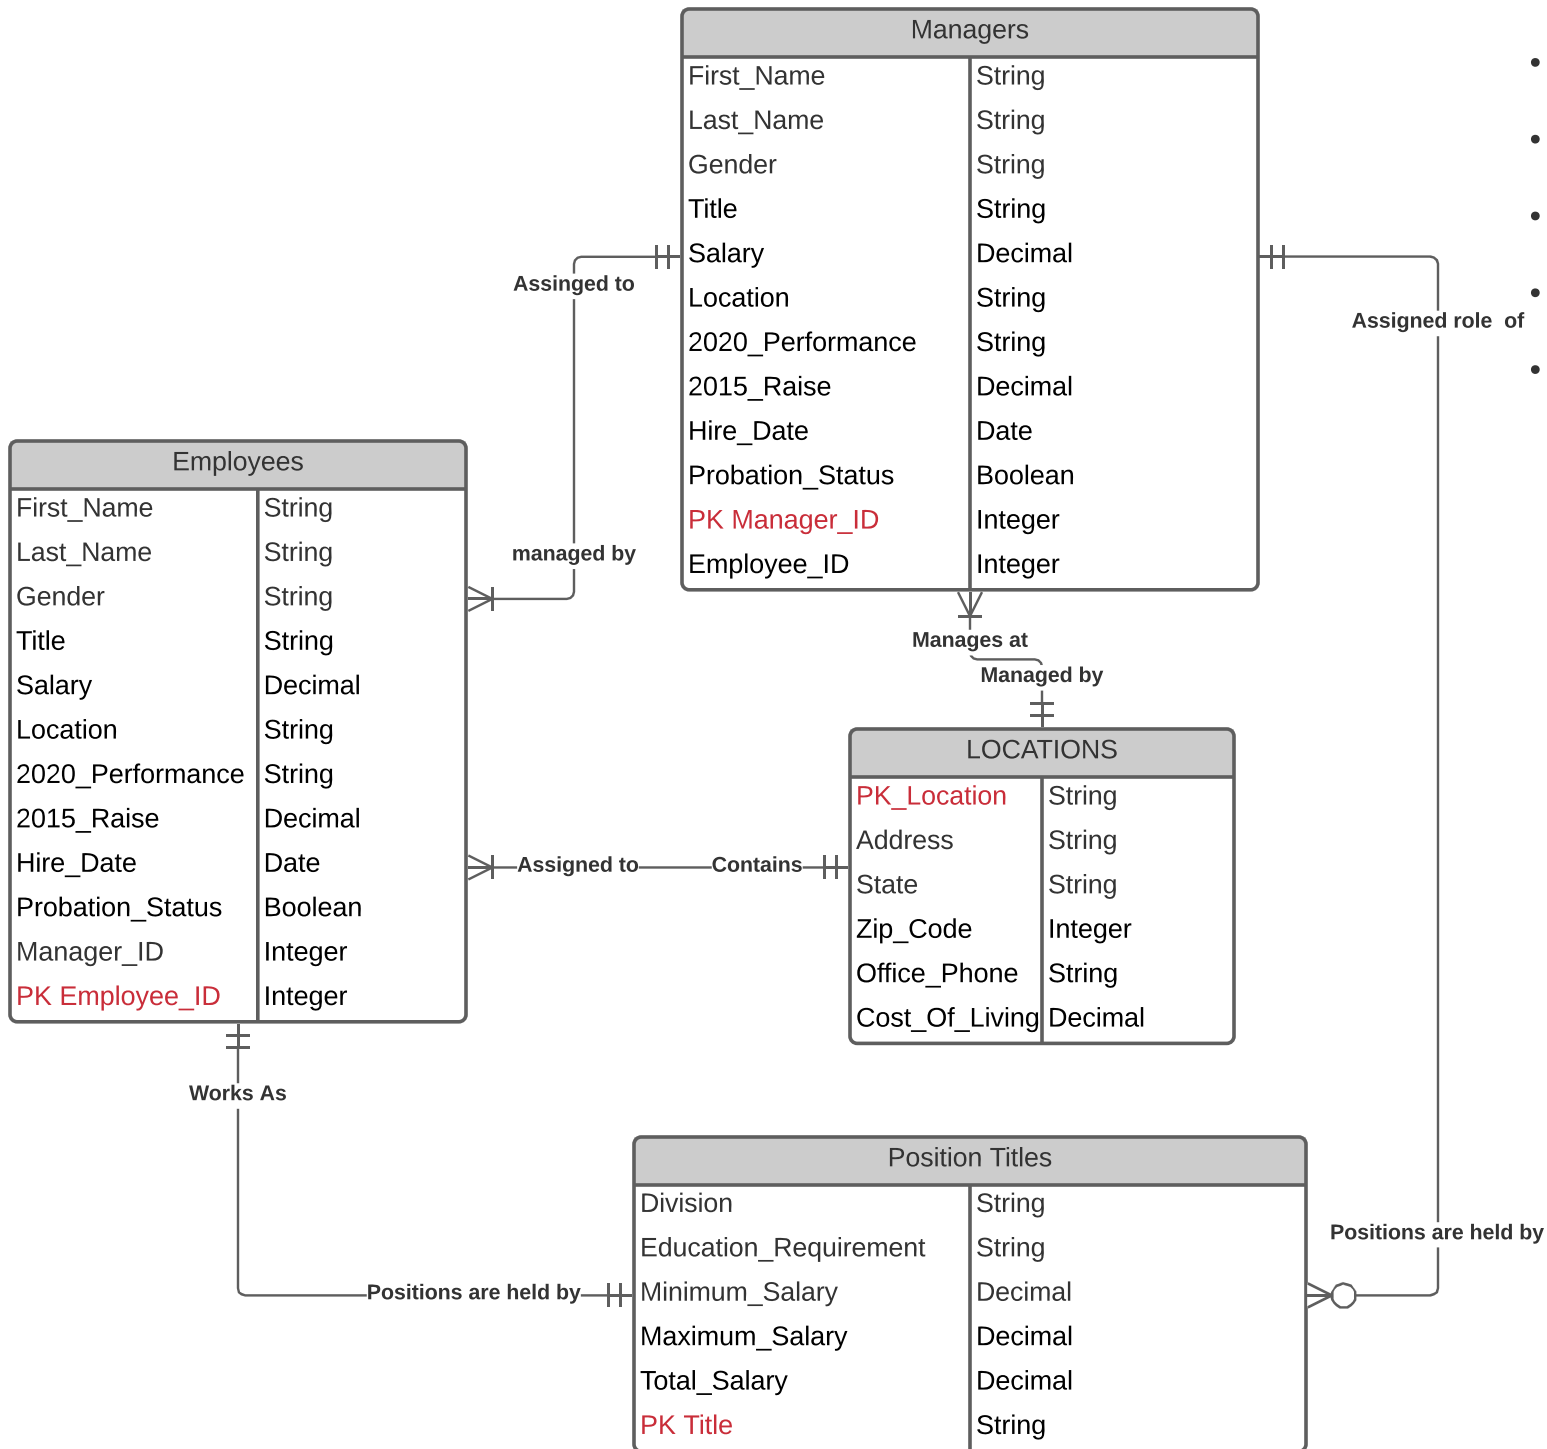 Managers
First_Name String
Last_Name String
Gender String
Title String
Salary Decimal
Location String
2020_Performance String
2015_Raise Decimal
Hire_Date Date
Probation_Status Boolean
PK Manager_ID Integer
Employee_ID Integer
•
•
•
•
•
Assinged to
managed by
Assigned role of
Employees
First_Name String
Last_Name String
Gender String
Title String
Salary Decimal
Location String
2020_Performance String
2015_Raise Decimal
Hire_Date Date
Probation_Status Boolean
Manager_ID Integer
PK Employee_ID Integer
Manages at
Managed by
LOCATIONS
PK_Location String
Address String
State String
Zip_Code Integer
Office_Phone String
Cost_Of_Living Decimal
Assigned to
Contains
Works As
Positions are held by
Position Titles
Division String
Education_Requirement String
Minimum_Salary Decimal
Maximum_Salary Decimal
Total_Salary Decimal
PK Title String
Positions are held by